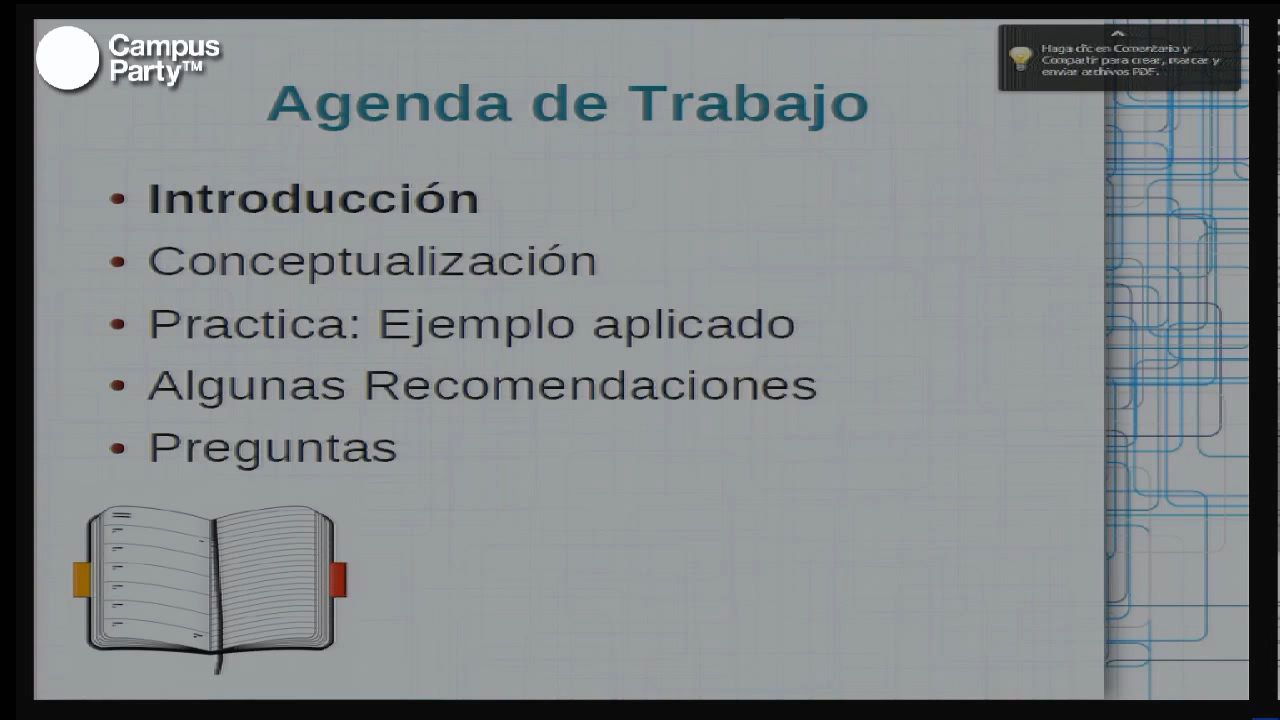 Campus
Party™
Haga clic en Comentario y
Compartir para crear, marcar y
enviar archivos PDF.
Agenda de Trabajo
• Introducción
• Conceptualización
• Practica: Ejemplo aplicado
• Algunas Recomendaciones
• Preguntas